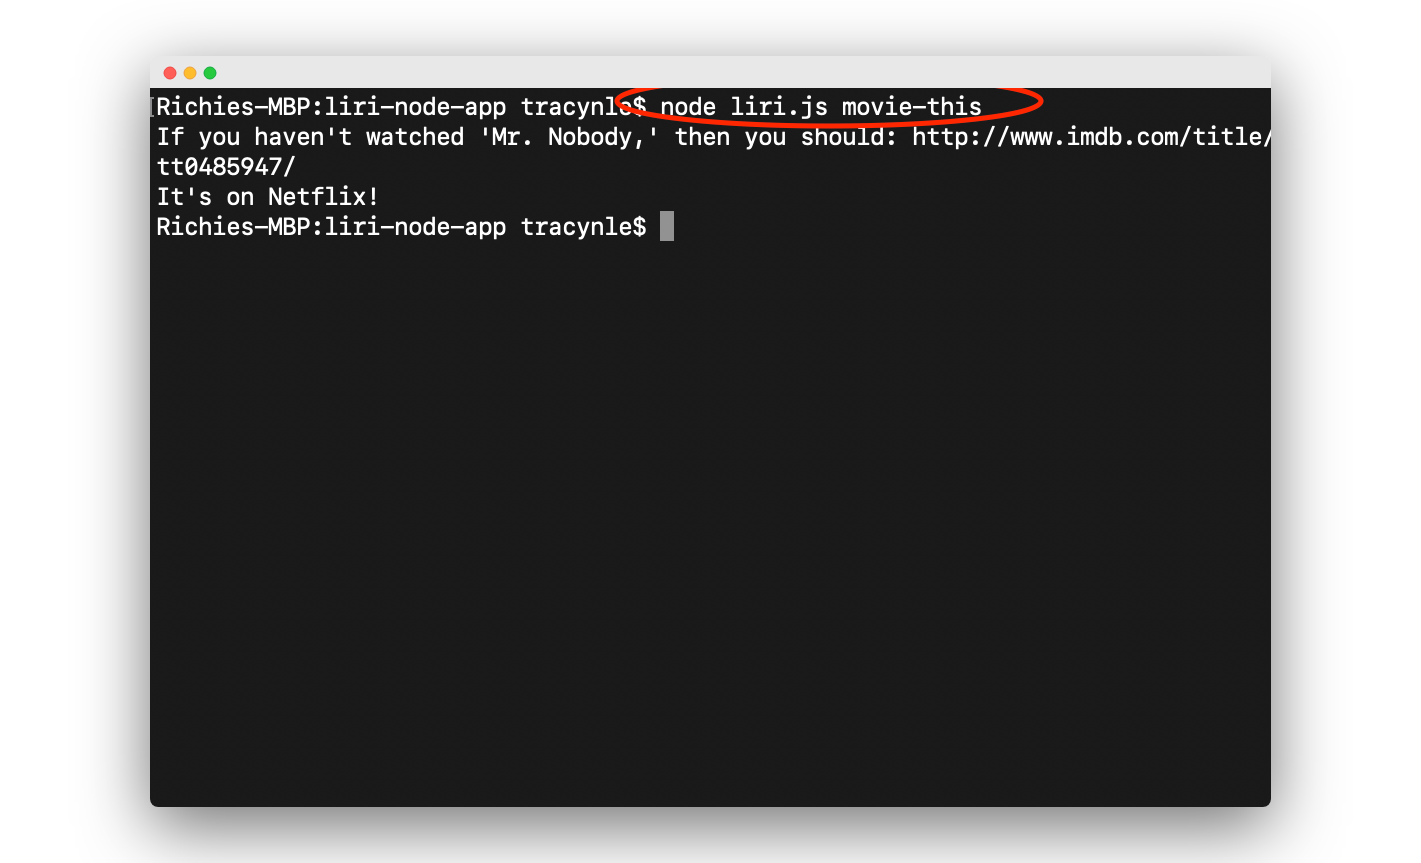 Richies-MBP:liri-node-app tracynle$ node liri.js movie-this
If you haven't watched 'Mr. Nobody,' then you should: http://www.imdb.com/title/
tt0485947/
It's on Netflix!
Richies-MBP:liri-node-app tracynle$